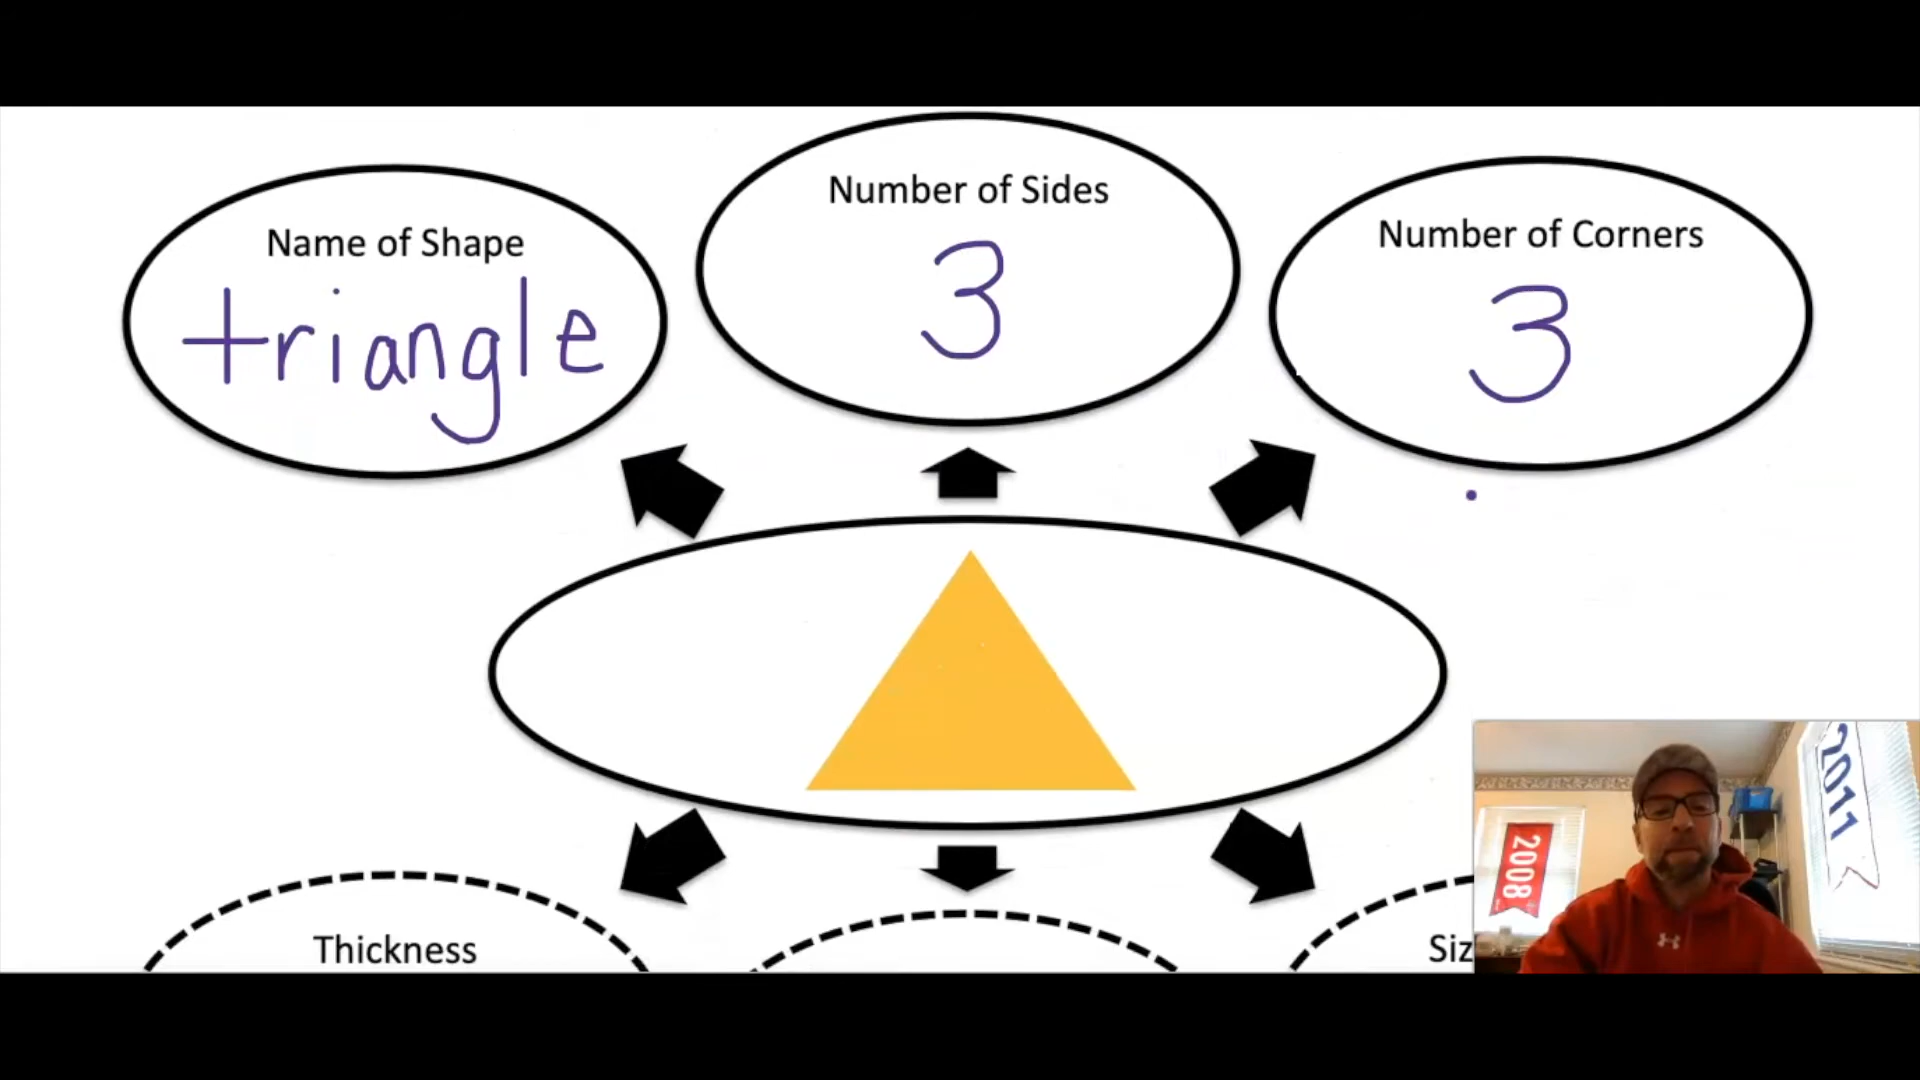 Name of Shape
triangle
Number of Sides
3
Number of Corners
3
Thickness
Siz
2008
2011